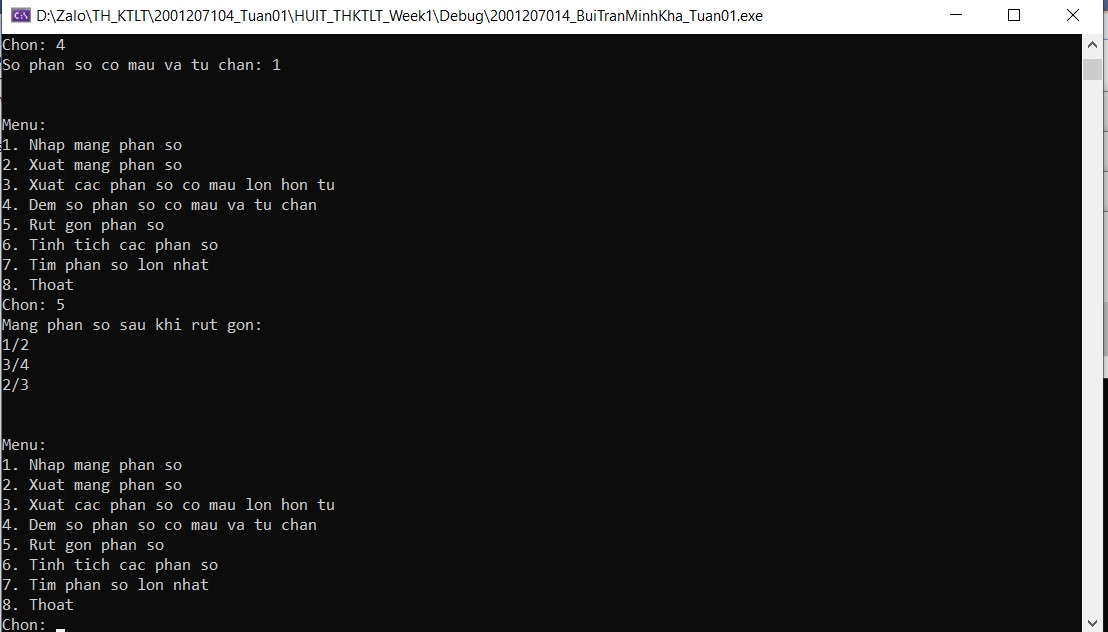 D:\Zalo\TH_KTLT\2001207104_Tuan01\HUIT_THKTLT_Week1\Debug\2001207014_BuiTranMinhKha_Tuan01.exe
Chon: 4
So phan so co mau va tu chan: 1
Menu:
1. Nhap mang phan so
2. Xuat mang phan so
3. Xuat cac phan so co mau lon hon tu
4. Dem so phan so co mau va tu chan
5. Rut gon phan so
6. Tinh tich cac phan so
7. Tim phan so lon nhat
8. Thoat
Chon: 5
Mang phan so sau khi rut gon:
1/2
3/4
2/3
Menu:
1. Nhap mang phan so
2. Xuat mang phan so
3. Xuat cac phan so co mau lon hon tu
4. Dem so phan so co mau va tu chan
5. Rut gon phan so
6. Tinh tich cac phan so
7. Tim phan so lon nhat
8. Thoat
Chon: